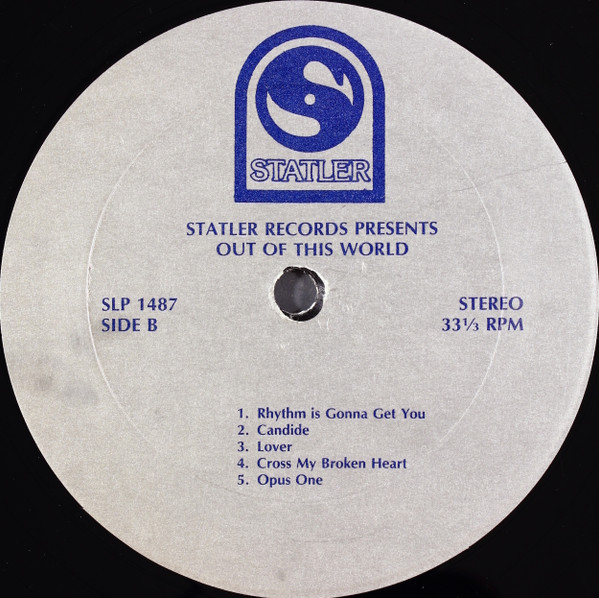 STATLER
STATLER RECORDS PRESENTS
OUT OF THIS WORLD
SLP 1487
SIDE B
STEREO
33⅓ RPM
1. Rhythm is Gonna Get You
2. Candide
3. Lover
4. Cross My Broken Heart
5. Opus One